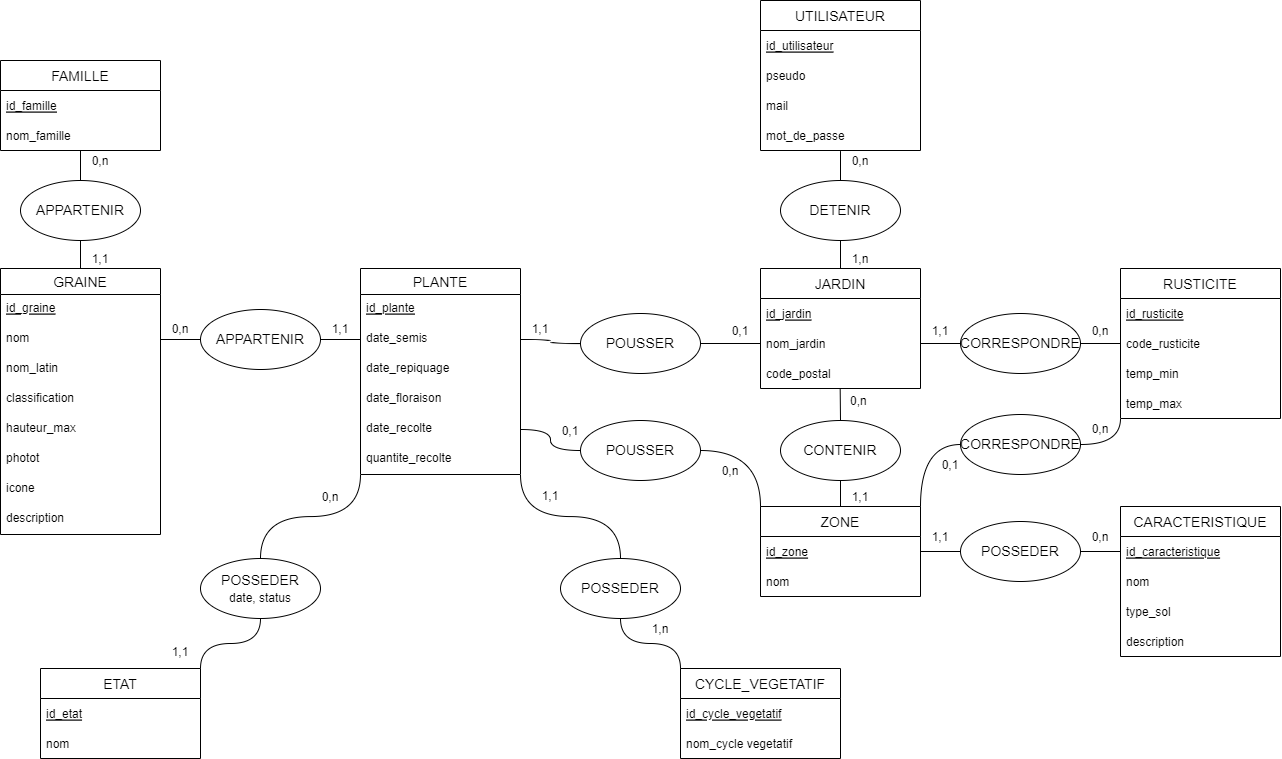 UTILISATEUR
id_utilisateur
pseudo
mail
mot_de_passe
FAMILLE
id_famille
nom_famille
0,n
APPARTENIR
1,1
0,n
DETENIR
1,n
GRAINE
id_graine
nom
nom_latin
classification
hauteur_max
photot
icone
description
0,n
APPARTENIR
1,1
PLANTE
id_plante
date_semis
date_repiquage
date_floraison
date_recolte
quantite_recolte
1,1
POUSSER
0,1
JARDIN
id_jardin
nom_jardin
code_postal
1,1
CORRESPONDRE
0,n
RUSTICITE
id_rusticite
code_rusticite
temp_min
temp_max
0,1
POUSSER
0,n
0,n
CONTENIR
1,1
0,n
CORRESPONDRE
0,1
ZONE
id_zone
nom
1,1
POSSEDER
0,n
CARACTERISTIQUE
id_caracteristique
nom
type_sol
description
0,n
POSSEDER
date, status
1,1
1,1
POSSEDER
1,n
ETAT
id_etat
nom
CYCLE_VEGETATIF
id_cycle_vegetatif
nom_cycle vegetatif